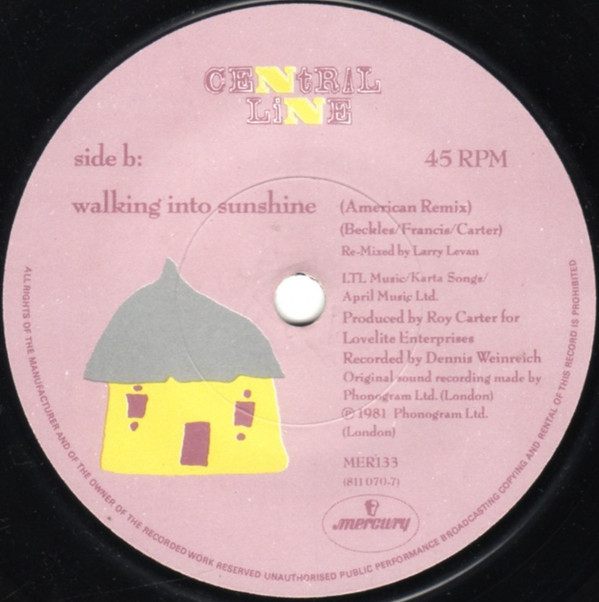 CENtRAL
LiNE
side b:
45 RPM
walking into sunshine (American Remix)
(Beckles/Francis/Carter)
Re-Mixed by Larry Levan
LTL Music/Karta Songs/
April Music Ltd.
Produced by Roy Carter for
Lovelite Enterprises
Recorded by Dennis Weinreich
Original sound recording made by
Phonogram Ltd. (London)
℗ 1981 Phonogram Ltd.
(London)
MER133
(811 070-7)
mercury
ALL RIGHTS OF THE MANUFACTURER AND OF THE OWNER OF THE RECORDED WORK RESERVED UNAUTHORISED PUBLIC PERFORMANCE BROADCASTING COPYING AND RENTAL OF THIS RECORD IS PROHIBITED